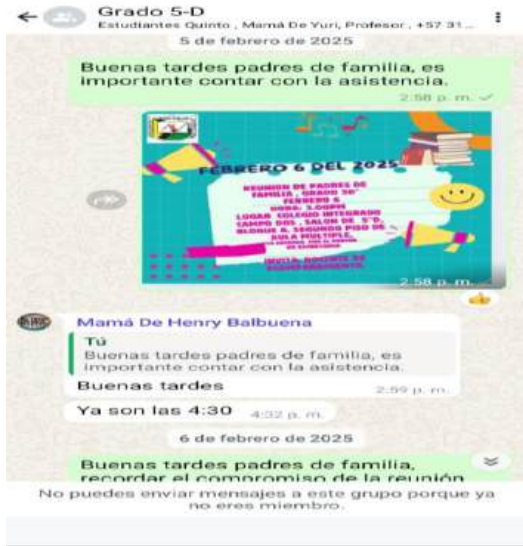 Grado 5-D
Estudiantes Quinto , Mamá De Yuri, Profesor , +57 31...
5 de febrero de 2025
Buenas tardes padres de familia, es
importante contar con la asistencia.
2:58 p. m.
FEBRERO 6 DEL 2025
REUNION DE PADRES DE
FAMILIA , GRADO
FEBRERO 6
HORA: 3:00PM
LUGAR COLEGIO INTEGRADO
CAMPO DOS , SALON DE 5°D,
BLOQUE A, SEGUNDO PISO DE
AULA MULTIPLE,
INVITA: DOCENTE DE
2:58 p. m.
Mamá De Henry Balbuena
Tú
Buenas tardes padres de familia, es
importante contar con la asistencia.
Buenas tardes
2:59 p. m.
Ya son las 4:30
4:32 p. m.
6 de febrero de 2025
Buenas tardes padres de familia,
recordar el compromiso de la reunión
No puedes enviar mensajes a este grupo porque ya
no eres miembro.